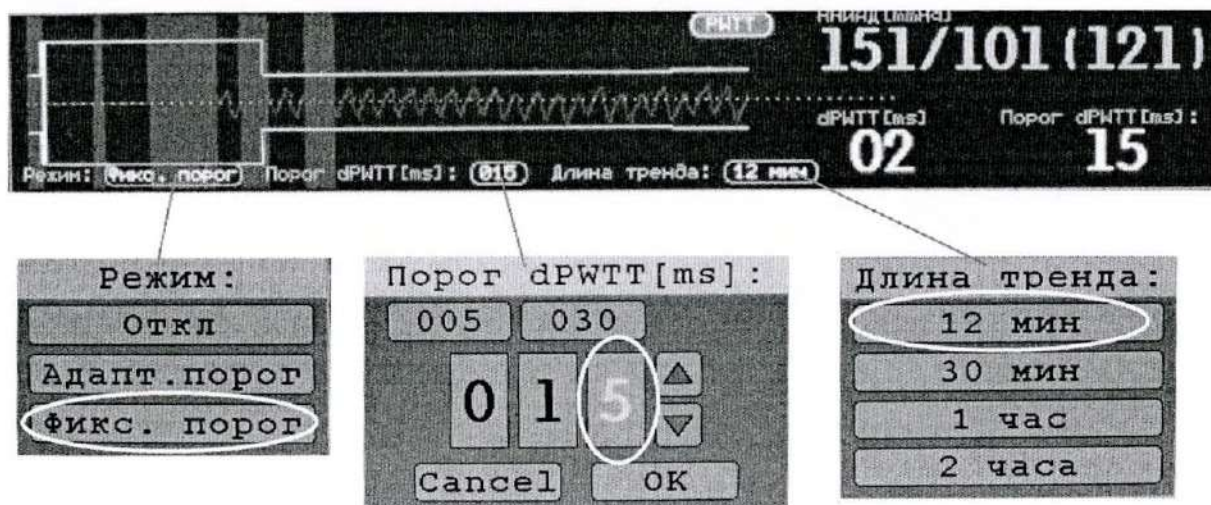 PWTT
ННИАД[mmHg]
151/101(121)
dPWTT[ms]
02
Порог dPWTT[ms]:
15
Режим: Фикс. порог Порог dPWTT[ms]: 015 Длина тренда: 12 мин
Режим:
Откл
Адапт.порог
Фикс. порог
Порог dPWTT[ms]:
005 030
0 1 5
Cancel OK
Длина тренда:
12 мин
30 мин
1 час
2 часа